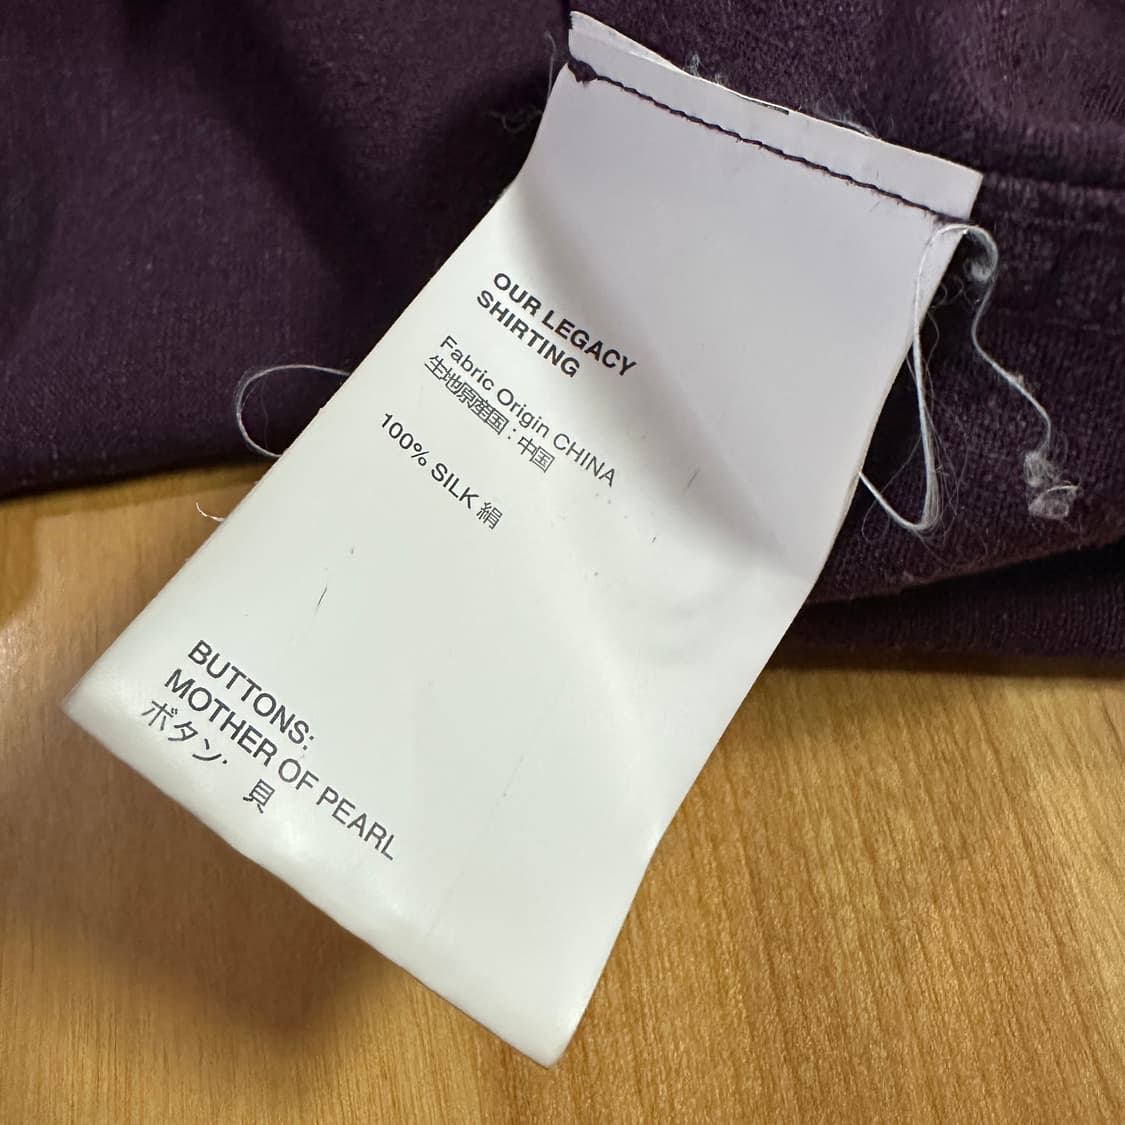 OUR LEGACY
SHIRTING
Fabric Origin CHINA
生地原産国 : 中国
100% SILK 絹
BUTTONS:
MOTHER OF PEARL
ボタン· 貝